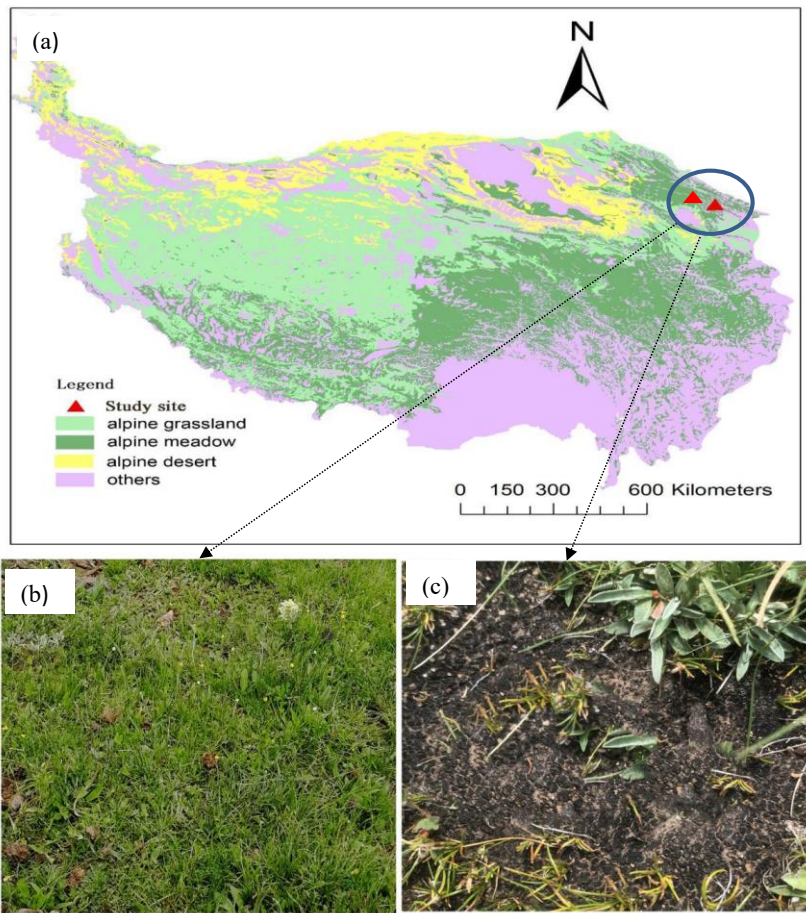 (a)
N
Legend
Study site
alpine grassland
alpine meadow
alpine desert
others
0 150 300 600 Kilometers
(b)
(c)